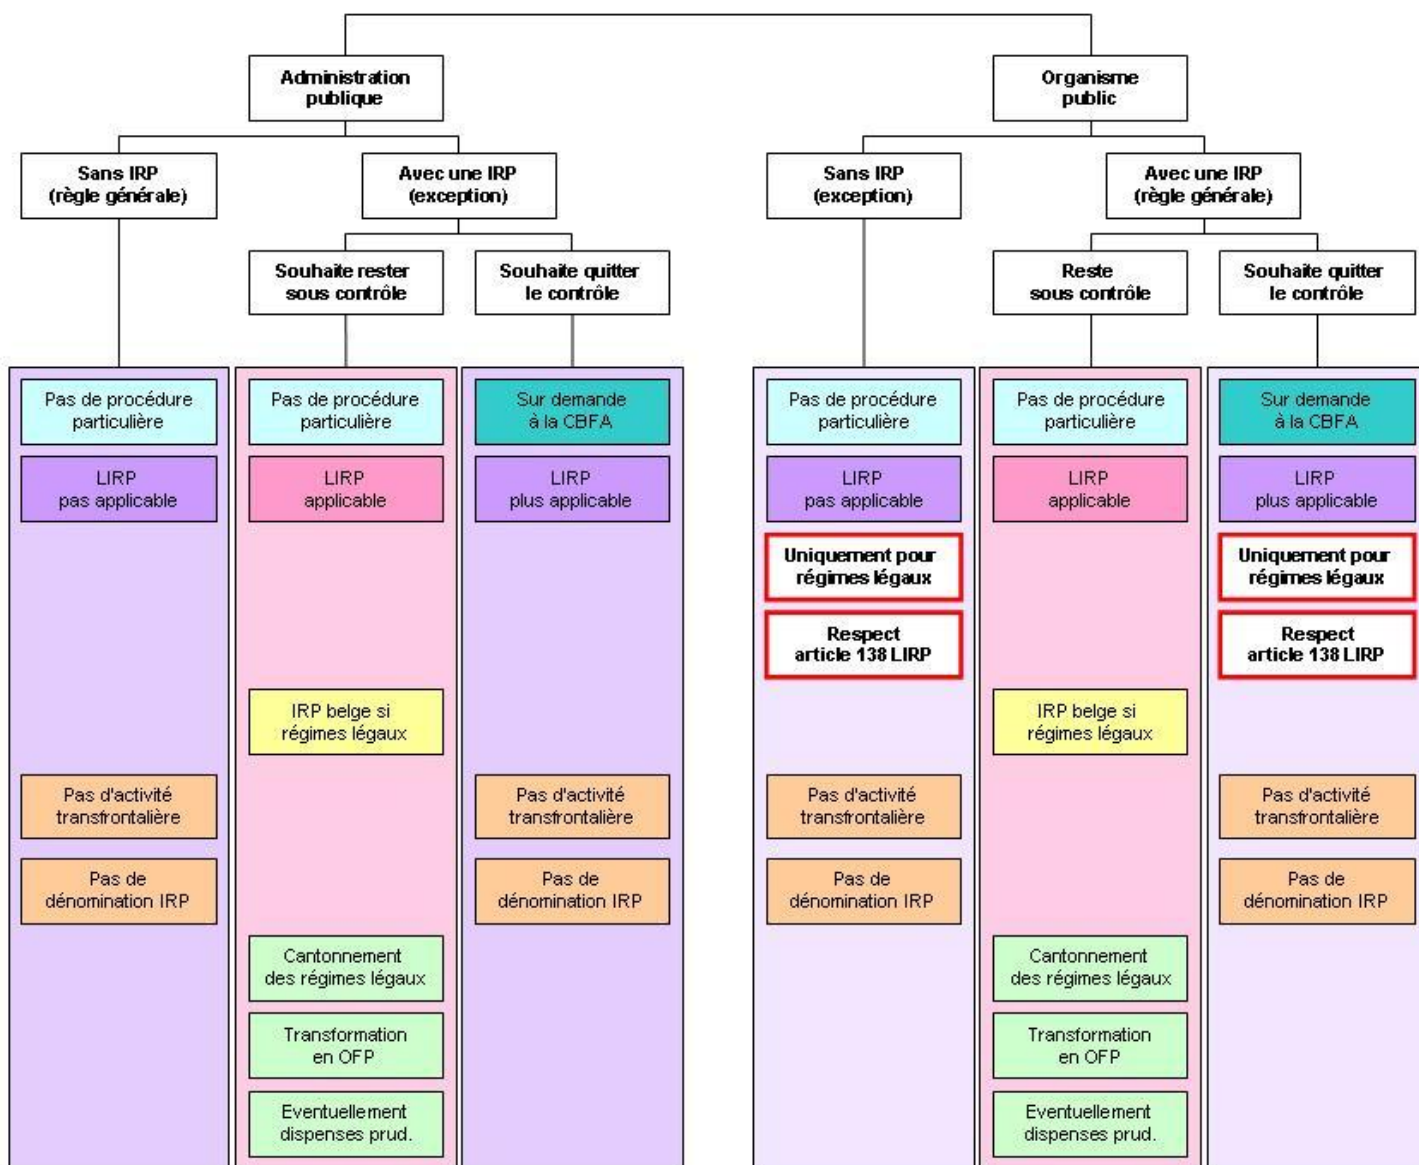 Administration
publique
Organisme
public
Sans IRP
(règle générale)
Avec une IRP
(exception)
Sans IRP
(exception)
Avec une IRP
(règle générale)
Souhaite rester
sous contrôle
Souhaite quitter
le contrôle
Reste
sous contrôle
Souhaite quitter
le contrôle
Pas de procédure
particulière
Pas de procédure
particulière
Sur demande
à la CBFA
Pas de procédure
particulière
Pas de procédure
particulière
Sur demande
à la CBFA
LIRP
pas applicable
LIRP
applicable
LIRP
plus applicable
LIRP
pas applicable
LIRP
applicable
LIRP
plus applicable
Uniquement pour
régimes légaux
Uniquement pour
régimes légaux
Respect
article 138 LIRP
Respect
article 138 LIRP
IRP belge si
régimes légaux
IRP belge si
régimes légaux
Pas d'activité
transfrontalière
Pas d'activité
transfrontalière
Pas d'activité
transfrontalière
Pas d'activité
transfrontalière
Pas de
dénomination IRP
Pas de
dénomination IRP
Pas de
dénomination IRP
Pas de
dénomination IRP
Cantonnement
des régimes légaux
Cantonnement
des régimes légaux
Transformation
en OFP
Transformation
en OFP
Eventuellement
dispenses prud.
Eventuellement
dispenses prud.